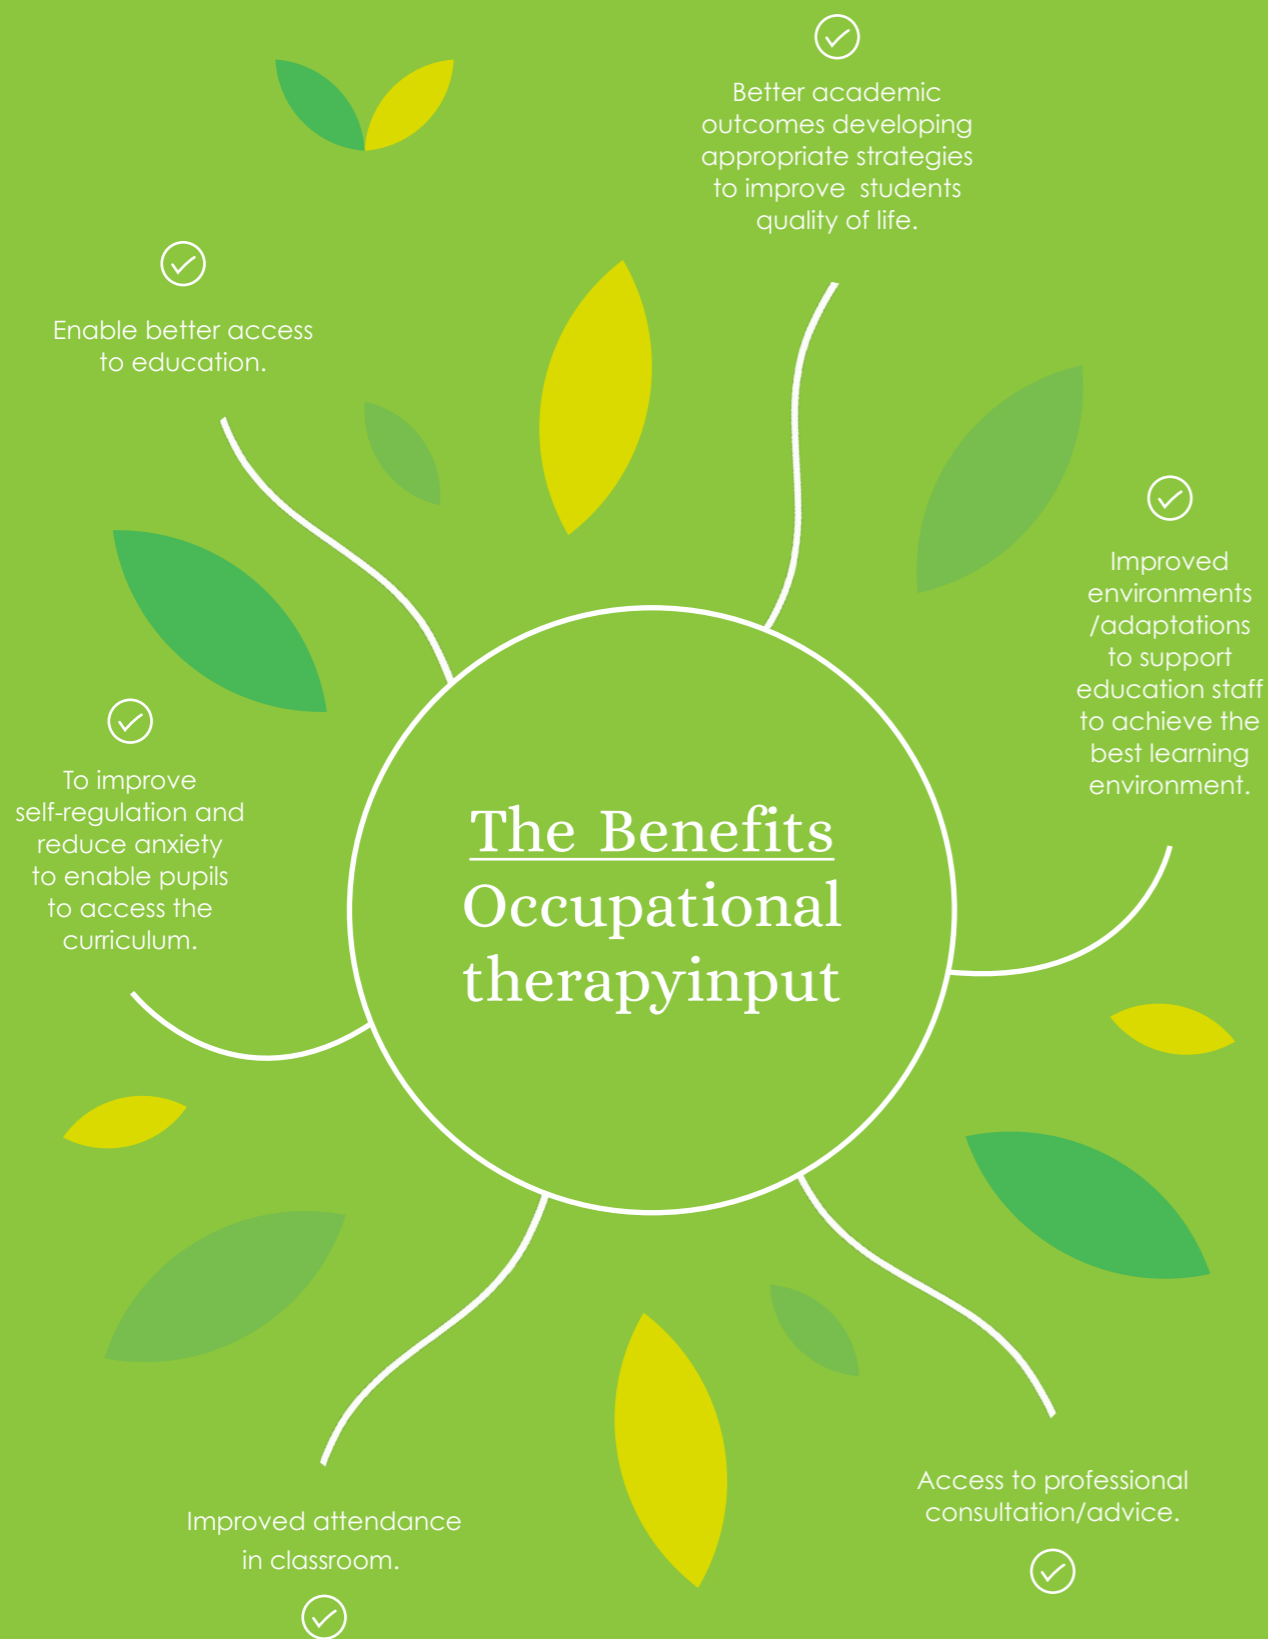 Better academic
outcomes developing
appropriate strategies
to improve  students
quality of life.
Enable better access
to education.
Improved
environments
/adaptations
to support
education staff
to achieve the
best learning
environment.
To improve
self-regulation and
reduce anxiety
to enable pupils
to access the
curriculum.
The Benefits
Occupational
therapyinput
Access to professional
consultation/advice.
Improved attendance
in classroom.